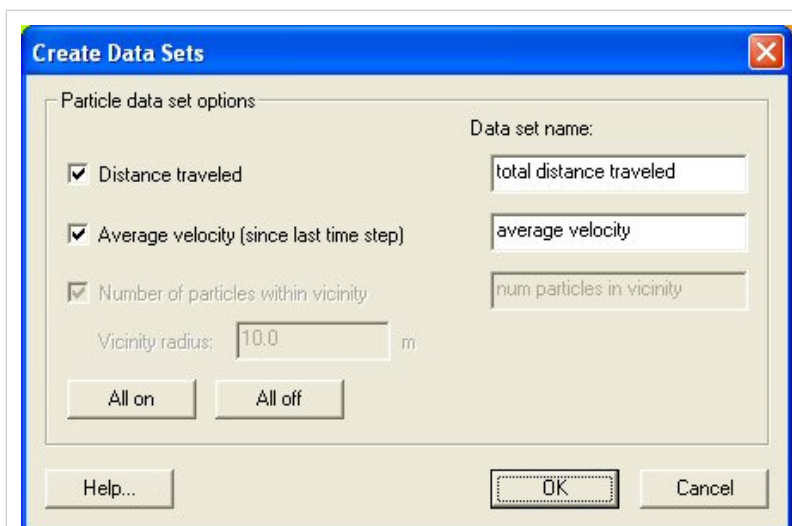 Create Data Sets
Particle data set options
Data set name:
Distance traveled
total distance traveled
Average velocity (since last time step)
average velocity
Number of particles within vicinity
num particles in vicinity
Vicinity radius: 10.0 m
All on All off
Help... OK Cancel